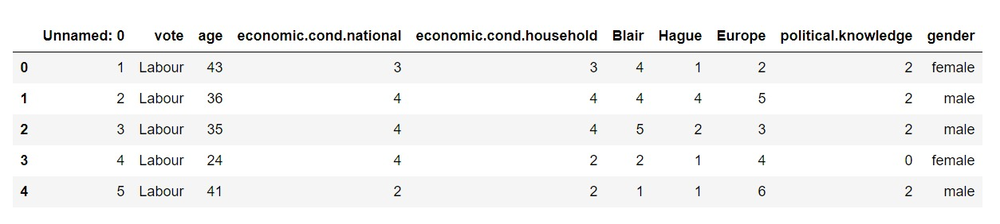 Unnamed: 0 vote age economic.cond.national economic.cond.household Blair Hague Europe political.knowledge gender
0 1 Labour 43 3 3 4 1 2 2 female
1 2 Labour 36 4 4 4 4 5 2 male
2 3 Labour 35 4 4 5 2 3 2 male
3 4 Labour 24 4 2 2 1 4 0 female
4 5 Labour 41 2 2 1 1 6 2 male